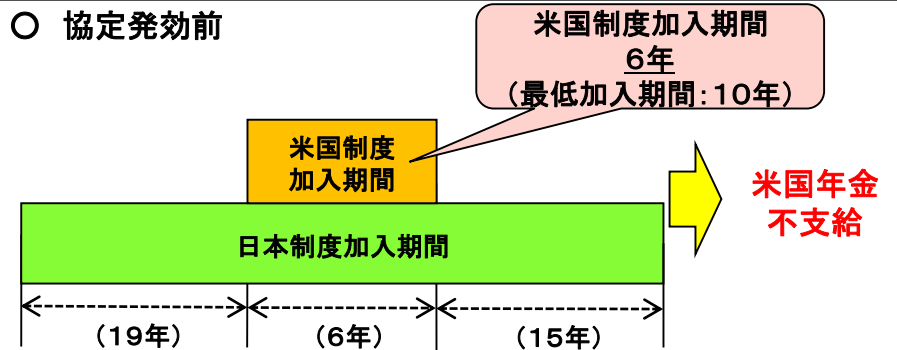 ○ 協定発効前
米国制度加入期間
６年
（最低加入期間：１０年）
米国制度
加入期間
米国年金
不支給
日本制度加入期間
（19年）
（6年）
（15年）